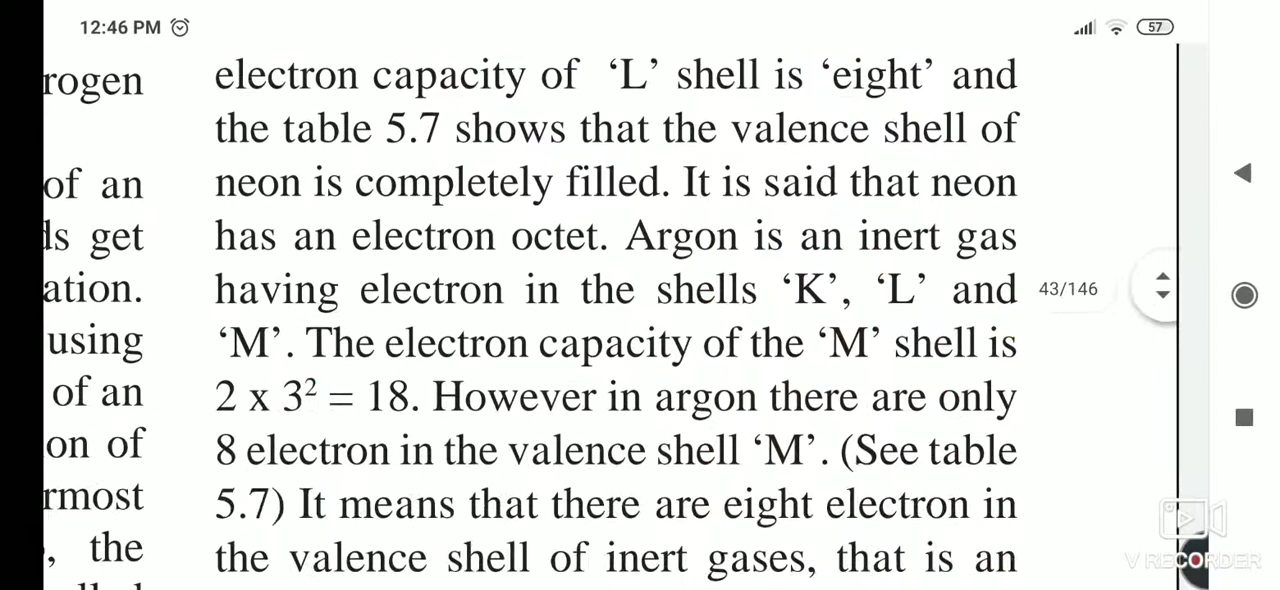 12:46 PM
57
rogen
of an
ds get
ation.
using
of an
on of
rmost
, the
electron capacity of ‘L’ shell is ‘eight’ and
the table 5.7 shows that the valence shell of
neon is completely filled. It is said that neon
has an electron octet. Argon is an inert gas
having electron in the shells ‘K’, ‘L’ and
‘M’. The electron capacity of the ‘M’ shell is
2 x 3² = 18. However in argon there are only
8 electron in the valence shell ‘M’. (See table
5.7) It means that there are eight electron in
the valence shell of inert gases, that is an
43/146
V RECORDER